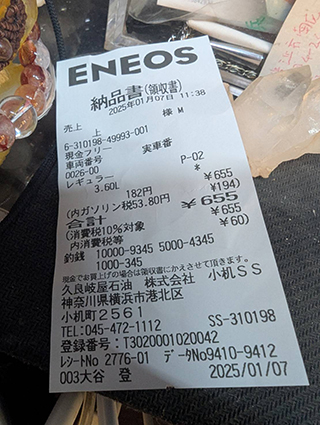 ENEOS
納品書(領収書)
2025年01月07日 11:38
様 M
売上 上
6-310198-49993-001
現金フリー 実車番
車両番号
0026-00 P-02
レギュラー *
3.60L ¥655
182円 ¥194)
(内ガソリン税53.80円
合計 ¥655
(消費税10%対象 ¥655
内消費税等 ¥60)
釣銭 10000-9345 5000-4345
1000-345
現金でお買上げの場合は領収書にかえさせて頂きます。
久良岐屋石油 株式会社 小机SS
神奈川県横浜市港北区
小机町2561
TEL:045-472-1112 SS-310198
登録番号:T3020001020042
レシートNo 2776-01 データNo9410-9412
003大谷 登 2025/01/07